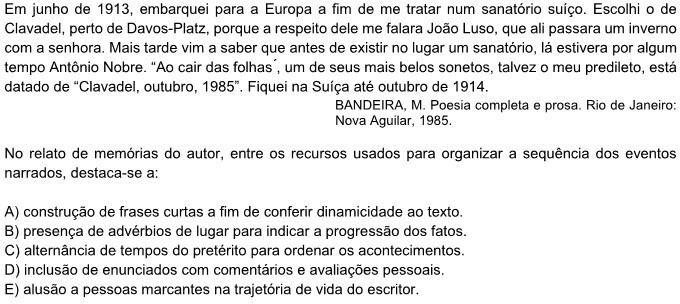 Em junho de 1913, embarquei para a Europa a fim de me tratar num sanatório suíço. Escolhi o de
Clavadel, perto de Davos-Platz, porque a respeito dele me falara João Luso, que ali passara um inverno
com a senhora. Mais tarde vim a saber que antes de existir no lugar um sanatório, lá estivera por algum
tempo Antônio Nobre. “Ao cair das folhas´, um de seus mais belos sonetos, talvez o meu predileto, está
datado de “Clavadel, outubro, 1985”. Fiquei na Suíça até outubro de 1914.
BANDEIRA, M. Poesia completa e prosa. Rio de Janeiro:
Nova Aguilar, 1985.
No relato de memórias do autor, entre os recursos usados para organizar a sequência dos eventos
narrados, destaca-se a:
A) construção de frases curtas a fim de conferir dinamicidade ao texto.
B) presença de advérbios de lugar para indicar a progressão dos fatos.
C) alternância de tempos do pretérito para ordenar os acontecimentos.
D) inclusão de enunciados com comentários e avaliações pessoais.
E) alusão a pessoas marcantes na trajetória de vida do escritor.